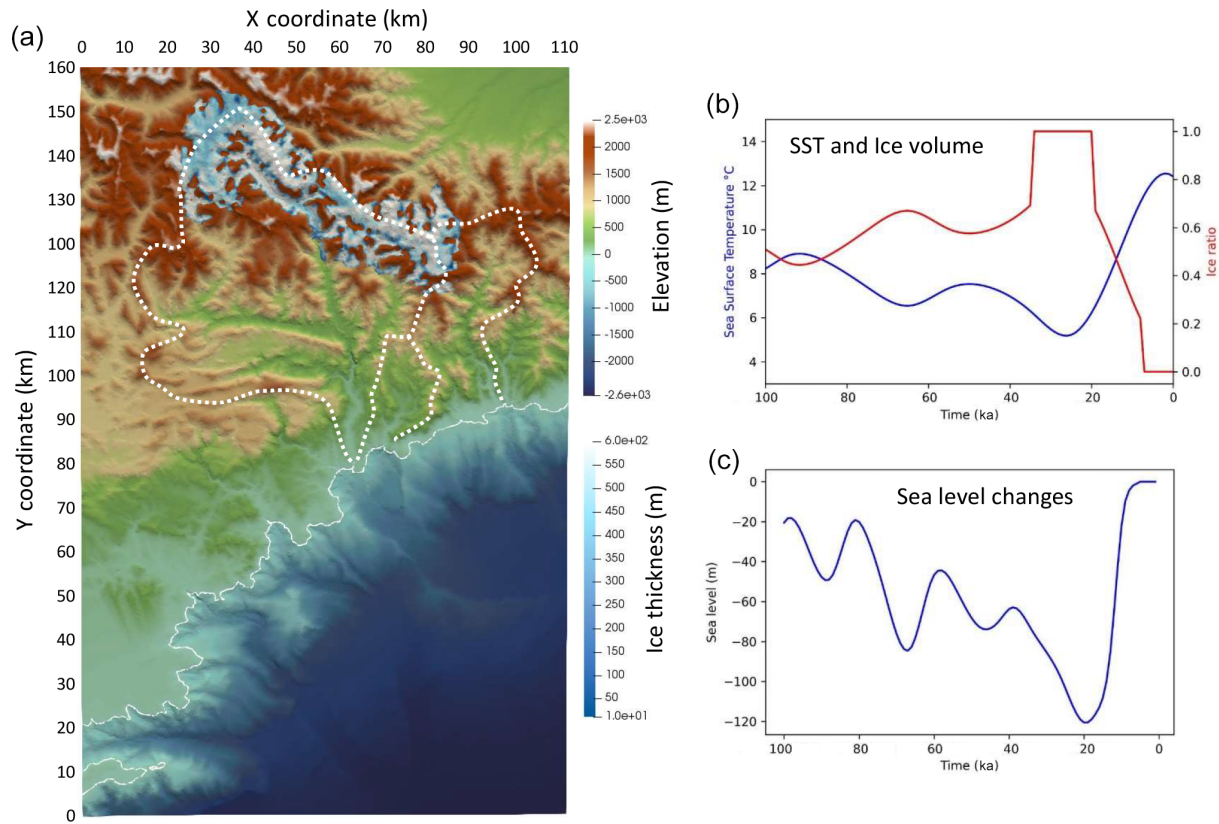 (a)
X coordinate (km)
0 10 20 30 40 50 60 70 80 90 100 110
160
150
140
130
100
120
110
100
90
80
70
60
50
40
30
20
10
0
Y coordinate (km)
2.5e+03
2000
1500
1000
500
0
-500
-1000
-1500
-2000
-2.6e+03
Elevation (m)
6.0e+02
550
500
450
400
350
300
250
200
150
100
50
1.0e+01
Ice thickness (m)
(b)
SST and Ice volume
14
12
10
8
6
4
Sea Surface Temperature °C
1.0
0.8
0.6
0.4
0.2
0.0
Ice ratio
100 80 60 40 20 0
Time (ka)
(c)
Sea level changes
0
−20
−40
−60
−80
−100
−120
Sea level (m)
100 80 60 40 20 0
Time (ka)